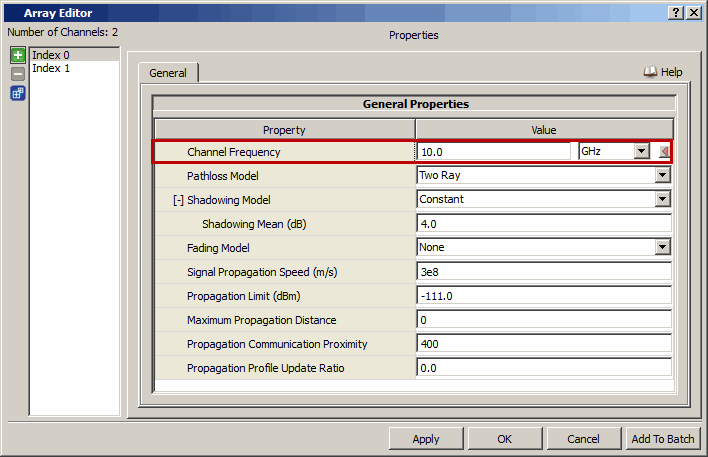 Array Editor
Number of Channels: 2
Properties
Index 0
Index 1
General
Help
General Properties
Property Value
Channel Frequency 10.0 GHz
Pathloss Model Two Ray
[-] Shadowing Model Constant
Shadowing Mean (dB) 4.0
Fading Model None
Signal Propagation Speed (m/s) 3e8
Propagation Limit (dBm) -111.0
Maximum Propagation Distance 0
Propagation Communication Proximity 400
Propagation Profile Update Ratio 0.0
Apply OK Cancel Add To Batch